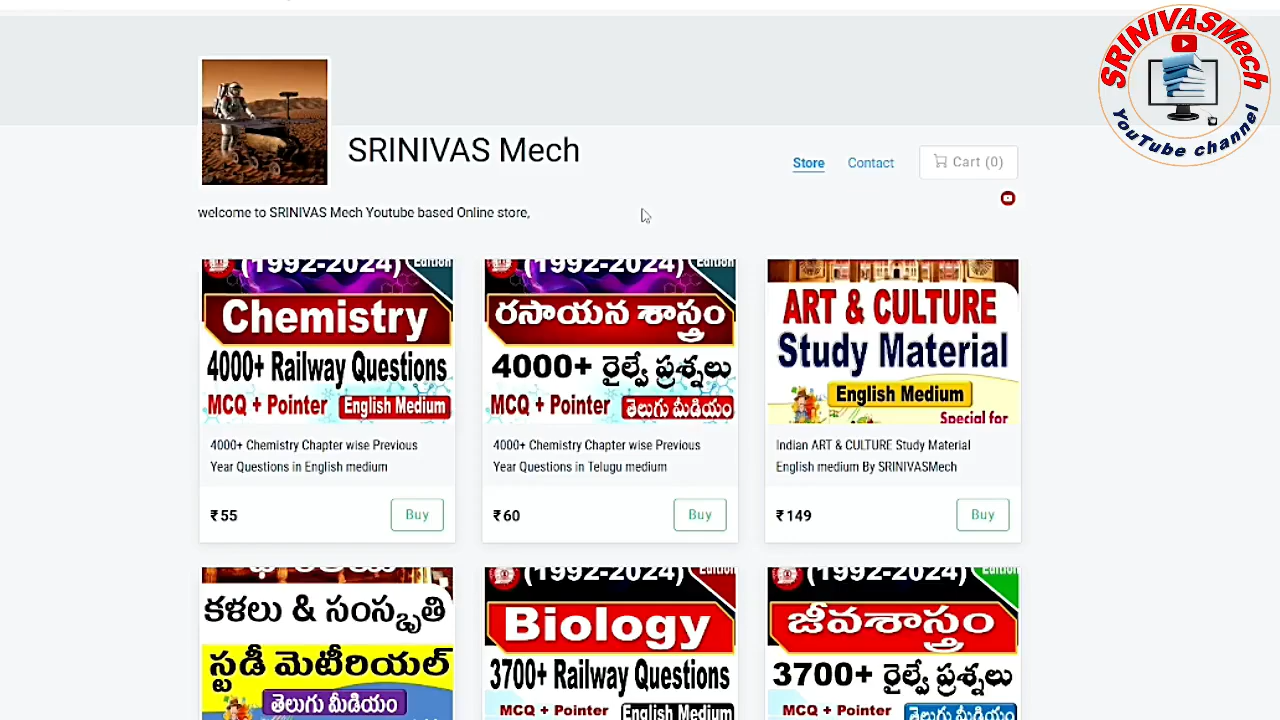 SRINIVASMech
YouTube channel
SRINIVAS Mech
Store
Contact
Cart (0)
welcome to SRINIVAS Mech Youtube based Online store,
(1992-2024)
Edition
Chemistry
4000+ Railway Questions
MCQ + Pointer
English Medium
4000+ Chemistry Chapter wise Previous
Year Questions in English medium
₹55
Buy
(1992-2024)
Edition
రసాయన శాస్త్రం
4000+ రైల్వే ప్రశ్నలు
MCQ + Pointer
తెలుగు మీడియం
4000+ Chemistry Chapter wise Previous
Year Questions in Telugu medium
₹60
Buy
ART & CULTURE
Study Material
English Medium
Special for
Indian ART & CULTURE Study Material
English medium By SRINIVASMech
₹149
Buy
కళలు & సంస్కృతి
స్టడీ మెటీరియల్
తెలుగు మీడియం
(1992-2024)
Edition
Biology
3700+ Railway Questions
MCQ + Pointer
English Medium
(1992-2024)
Edition
జీవశాస్త్రం
3700+ రైల్వే ప్రశ్నలు
MCQ + Pointer
తెలుగు మీడియం